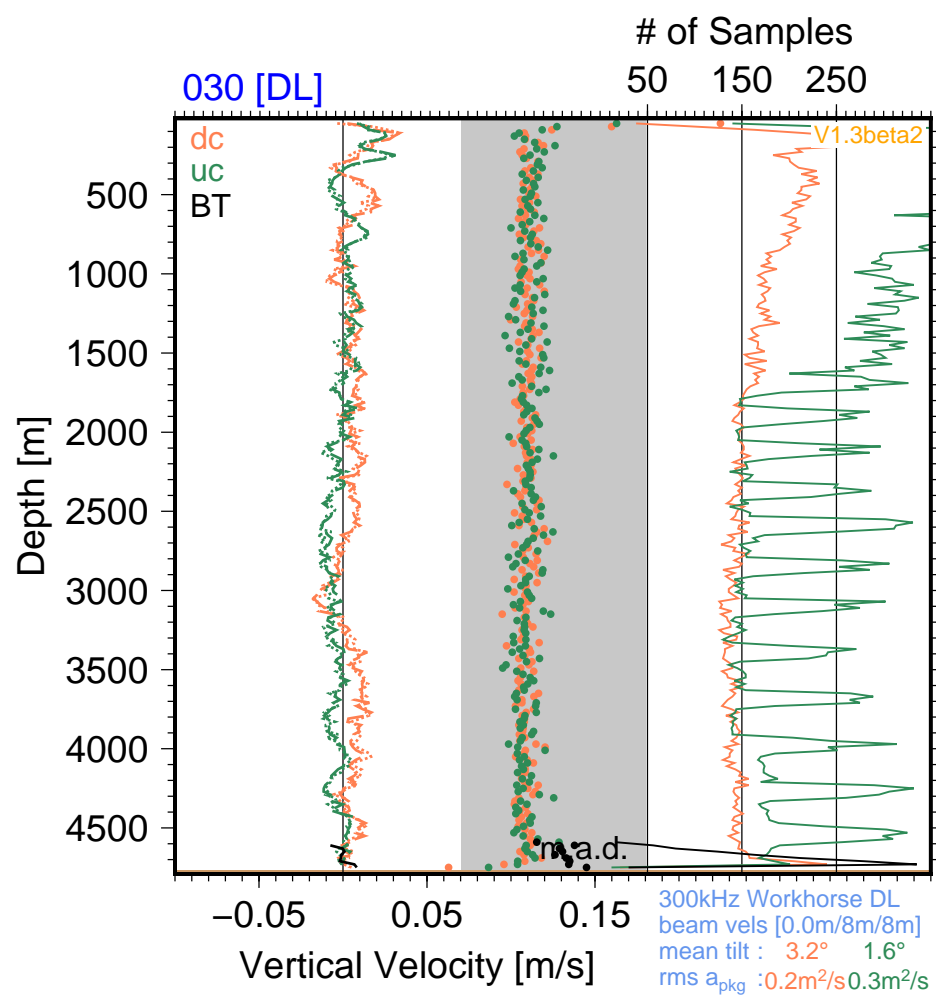 # of Samples
50 150 250
030 [DL]
dc
uc
BT
V1.3beta2
500
1000
1500
2000
2500
3000
3500
4000
4500
Depth [m]
m.a.d.
−0.05 0.05 0.15
Vertical Velocity [m/s]
300kHz Workhorse DL
beam vels [0.0m/8m/8m]
mean tilt : 3.2° 1.6°
rms a_pkg :0.2m²/s 0.3m²/s